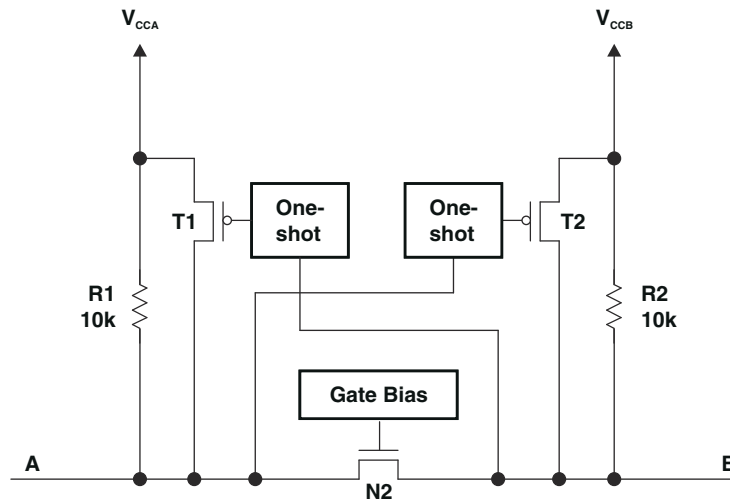 VCCA
VCCB
One-
shot
One-
shot
T1
T2
R1
10k
R2
10k
Gate Bias
A
N2